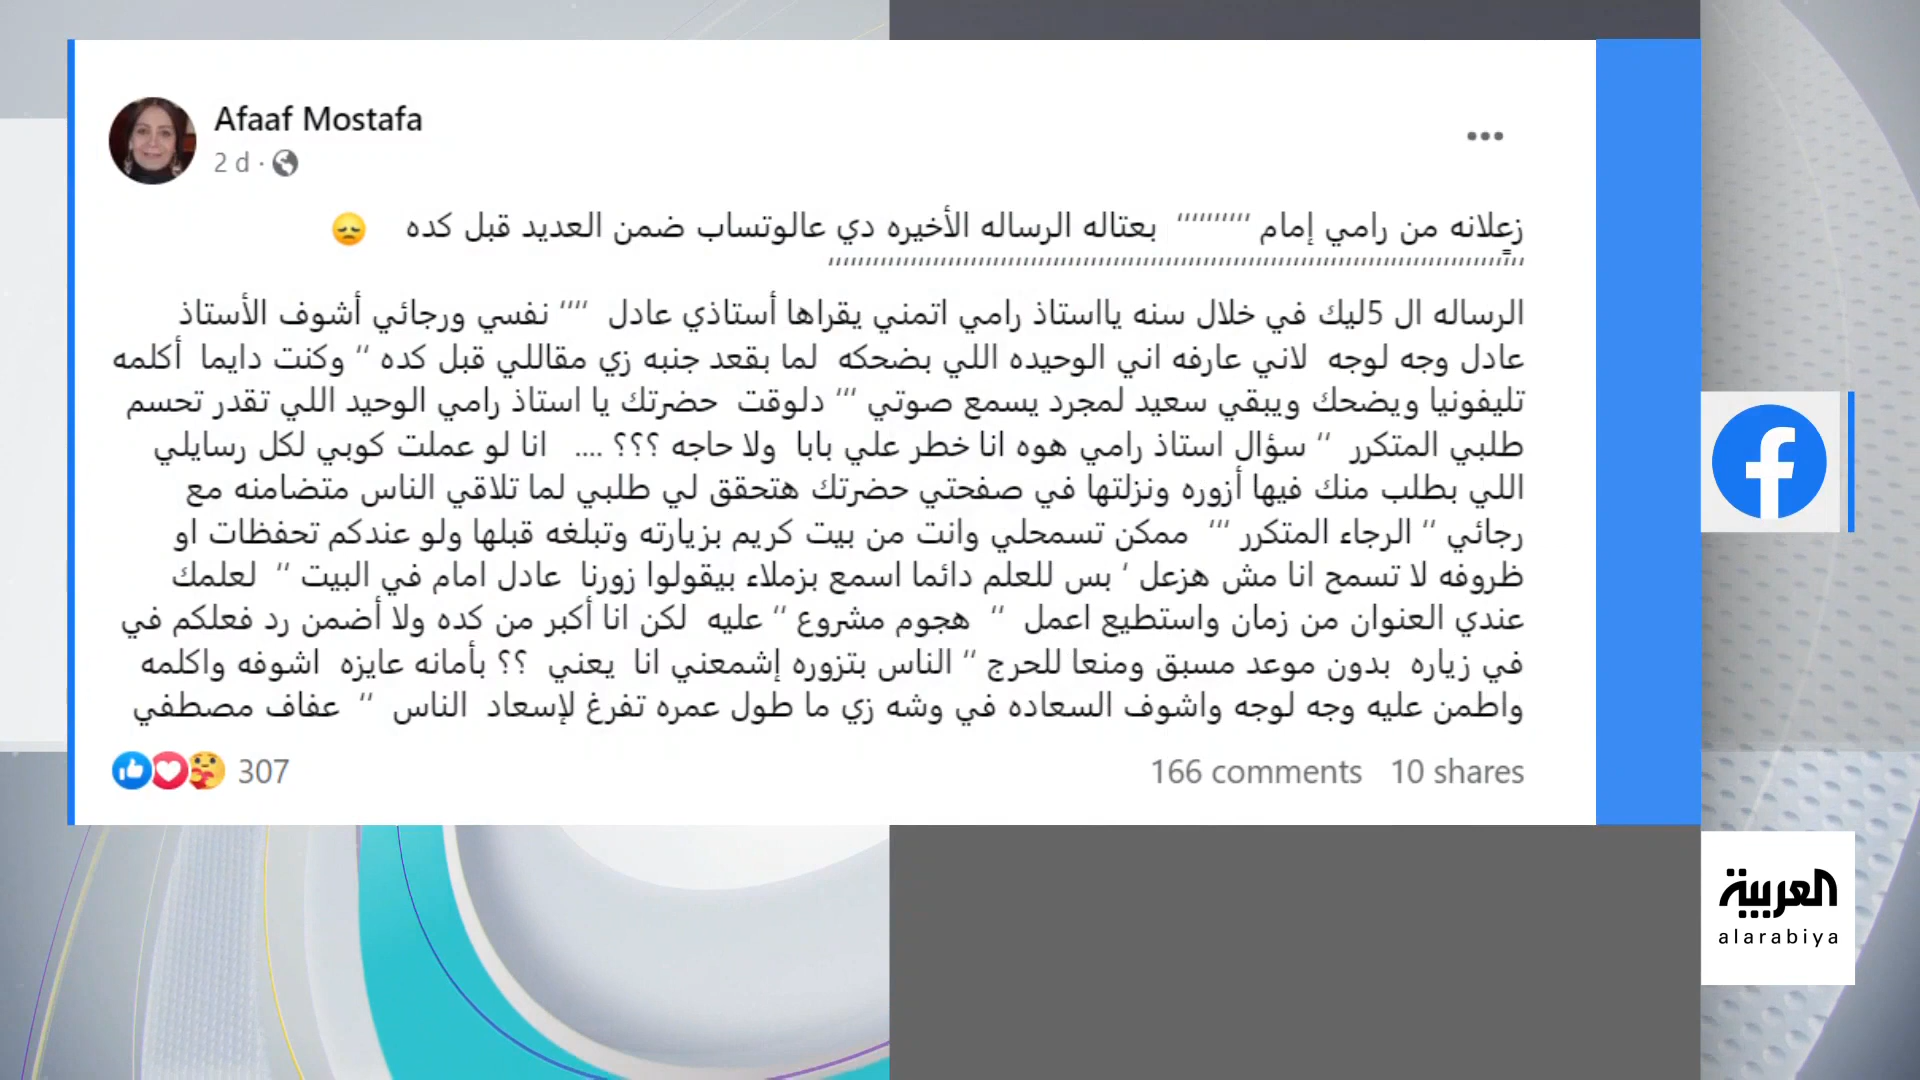 Afaaf Mostafa
2 d ·
زعلانه من رامي إمام ،،،،،،،،،، بعتاله الرساله الأخيره دي عالوتساب ضمن العديد قبل كده 😞
الرساله ال 5ليك في خلال سنه يااستاذ رامي اتمني يقراها أستاذي عادل ،،،، نفسي ورجائي أشوف الأستاذ
عادل وجه لوجه لاني عارفه اني الوحيده اللي بضحكه لما بقعد جنبه زي مقاللي قبل كده ،، وكنت دايما أكلمه
تليفونيا ويضحك ويبقي سعيد لمجرد يسمع صوتي ،،، دلوقت حضرتك يا استاذ رامي الوحيد اللي تقدر تحسم
طلبي المتكرر ،، سؤال استاذ رامي هوه انا خطر علي بابا ولا حاجه ؟؟؟ .... انا لو عملت كوبي لكل رسايلي
اللي بطلب منك فيها أزوره ونزلتها في صفحتي حضرتك هتحقق لي طلبي لما تلاقي الناس متضامنه مع
رجائي ،، الرجاء المتكرر ،،، ممكن تسمحلي وانت من بيت كريم بزيارته وتبلغه قبلها ولو عندكم تحفظات او
ظروفه لا تسمح انا مش هزعل ، بس للعلم دائما اسمع بزملاء بيقولوا زورنا عادل امام في البيت ،، لعلمك
عندي العنوان من زمان واستطيع اعمل ،، هجوم مشروع ،، عليه لكن انا أكبر من كده ولا أضمن رد فعلكم في
في زياره بدون موعد مسبق ومنعا للحرج ،، الناس بتزوره إشمعني انا يعني ؟؟ بأمانه عايزه اشوفه واكلمه
واطمن عليه وجه لوجه واشوف السعاده في وشه زي ما طول عمره تفرغ لإسعاد الناس ،، عفاف مصطفي
307
166 comments 10 shares
العربية
alarabiya